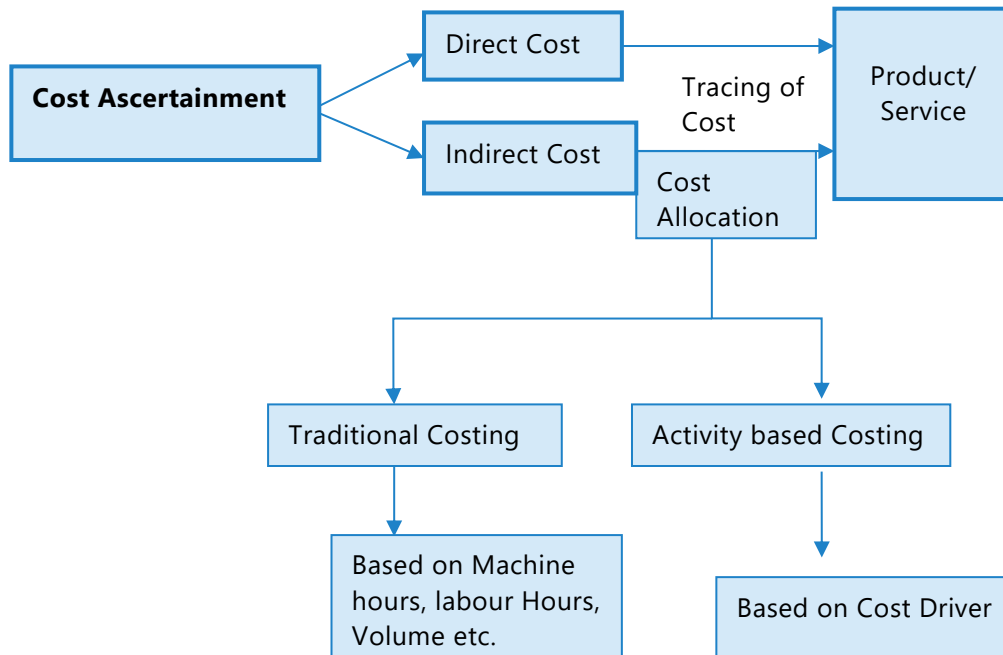 Direct Cost
Cost Ascertainment
Product/
Service
Tracing of
Cost
Indirect Cost
Cost
Allocation
Traditional Costing
Activity based Costing
Based on Machine
hours, labour Hours,
Volume etc.
Based on Cost Driver